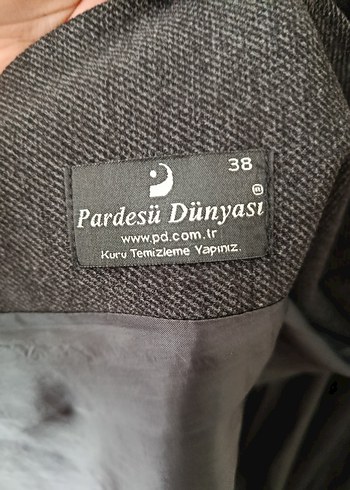 38
Pardesü Dünyası
www.pd.com.tr
Kuru Temizleme Yapınız.